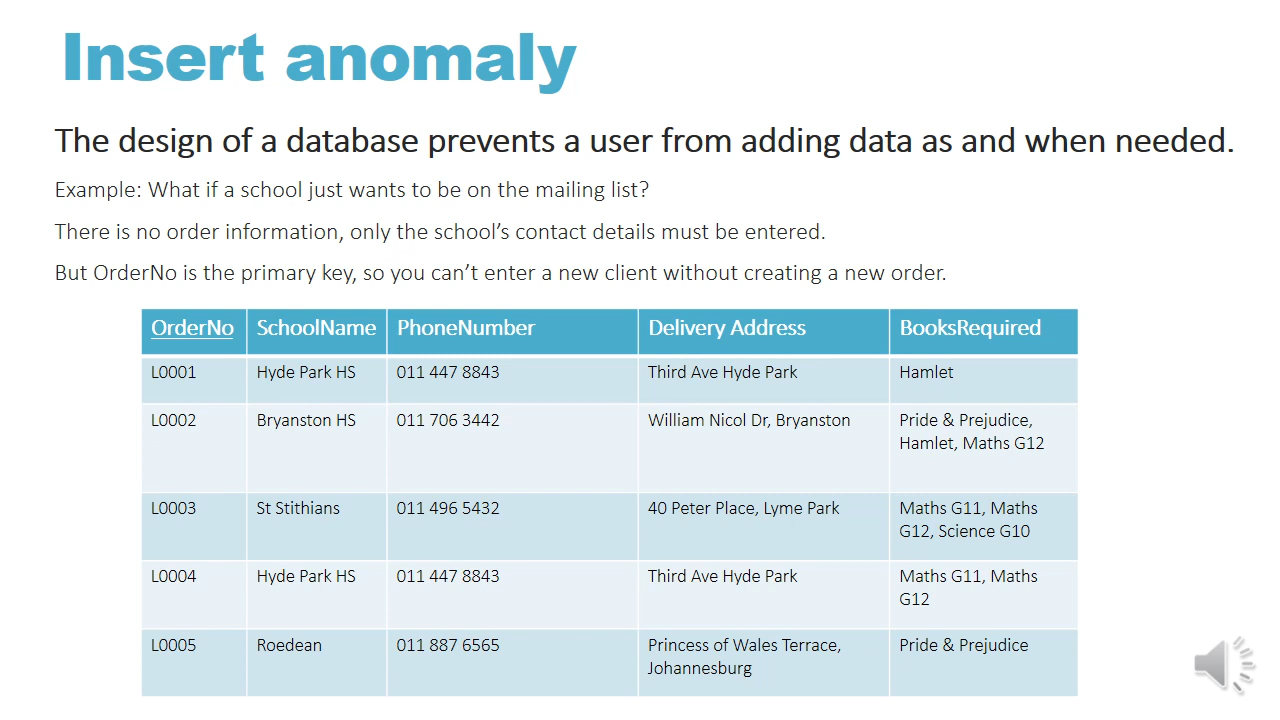 Insert anomaly
The design of a database prevents a user from adding data as and when needed.
Example: What if a school just wants to be on the mailing list?
There is no order information, only the school’s contact details must be entered.
But OrderNo is the primary key, so you can’t enter a new client without creating a new order.
OrderNo SchoolName PhoneNumber Delivery Address BooksRequired
L0001 Hyde Park HS 011 447 8843 Third Ave Hyde Park Hamlet
L0002 Bryanston HS 011 706 3442 William Nicol Dr, Bryanston Pride & Prejudice,
Hamlet, Maths G12
L0003 St Stithians 011 496 5432 40 Peter Place, Lyme Park Maths G11, Maths
G12, Science G10
L0004 Hyde Park HS 011 447 8843 Third Ave Hyde Park Maths G11, Maths
G12
L0005 Roedean 011 887 6565 Princess of Wales Terrace, Pride & Prejudice
Johannesburg